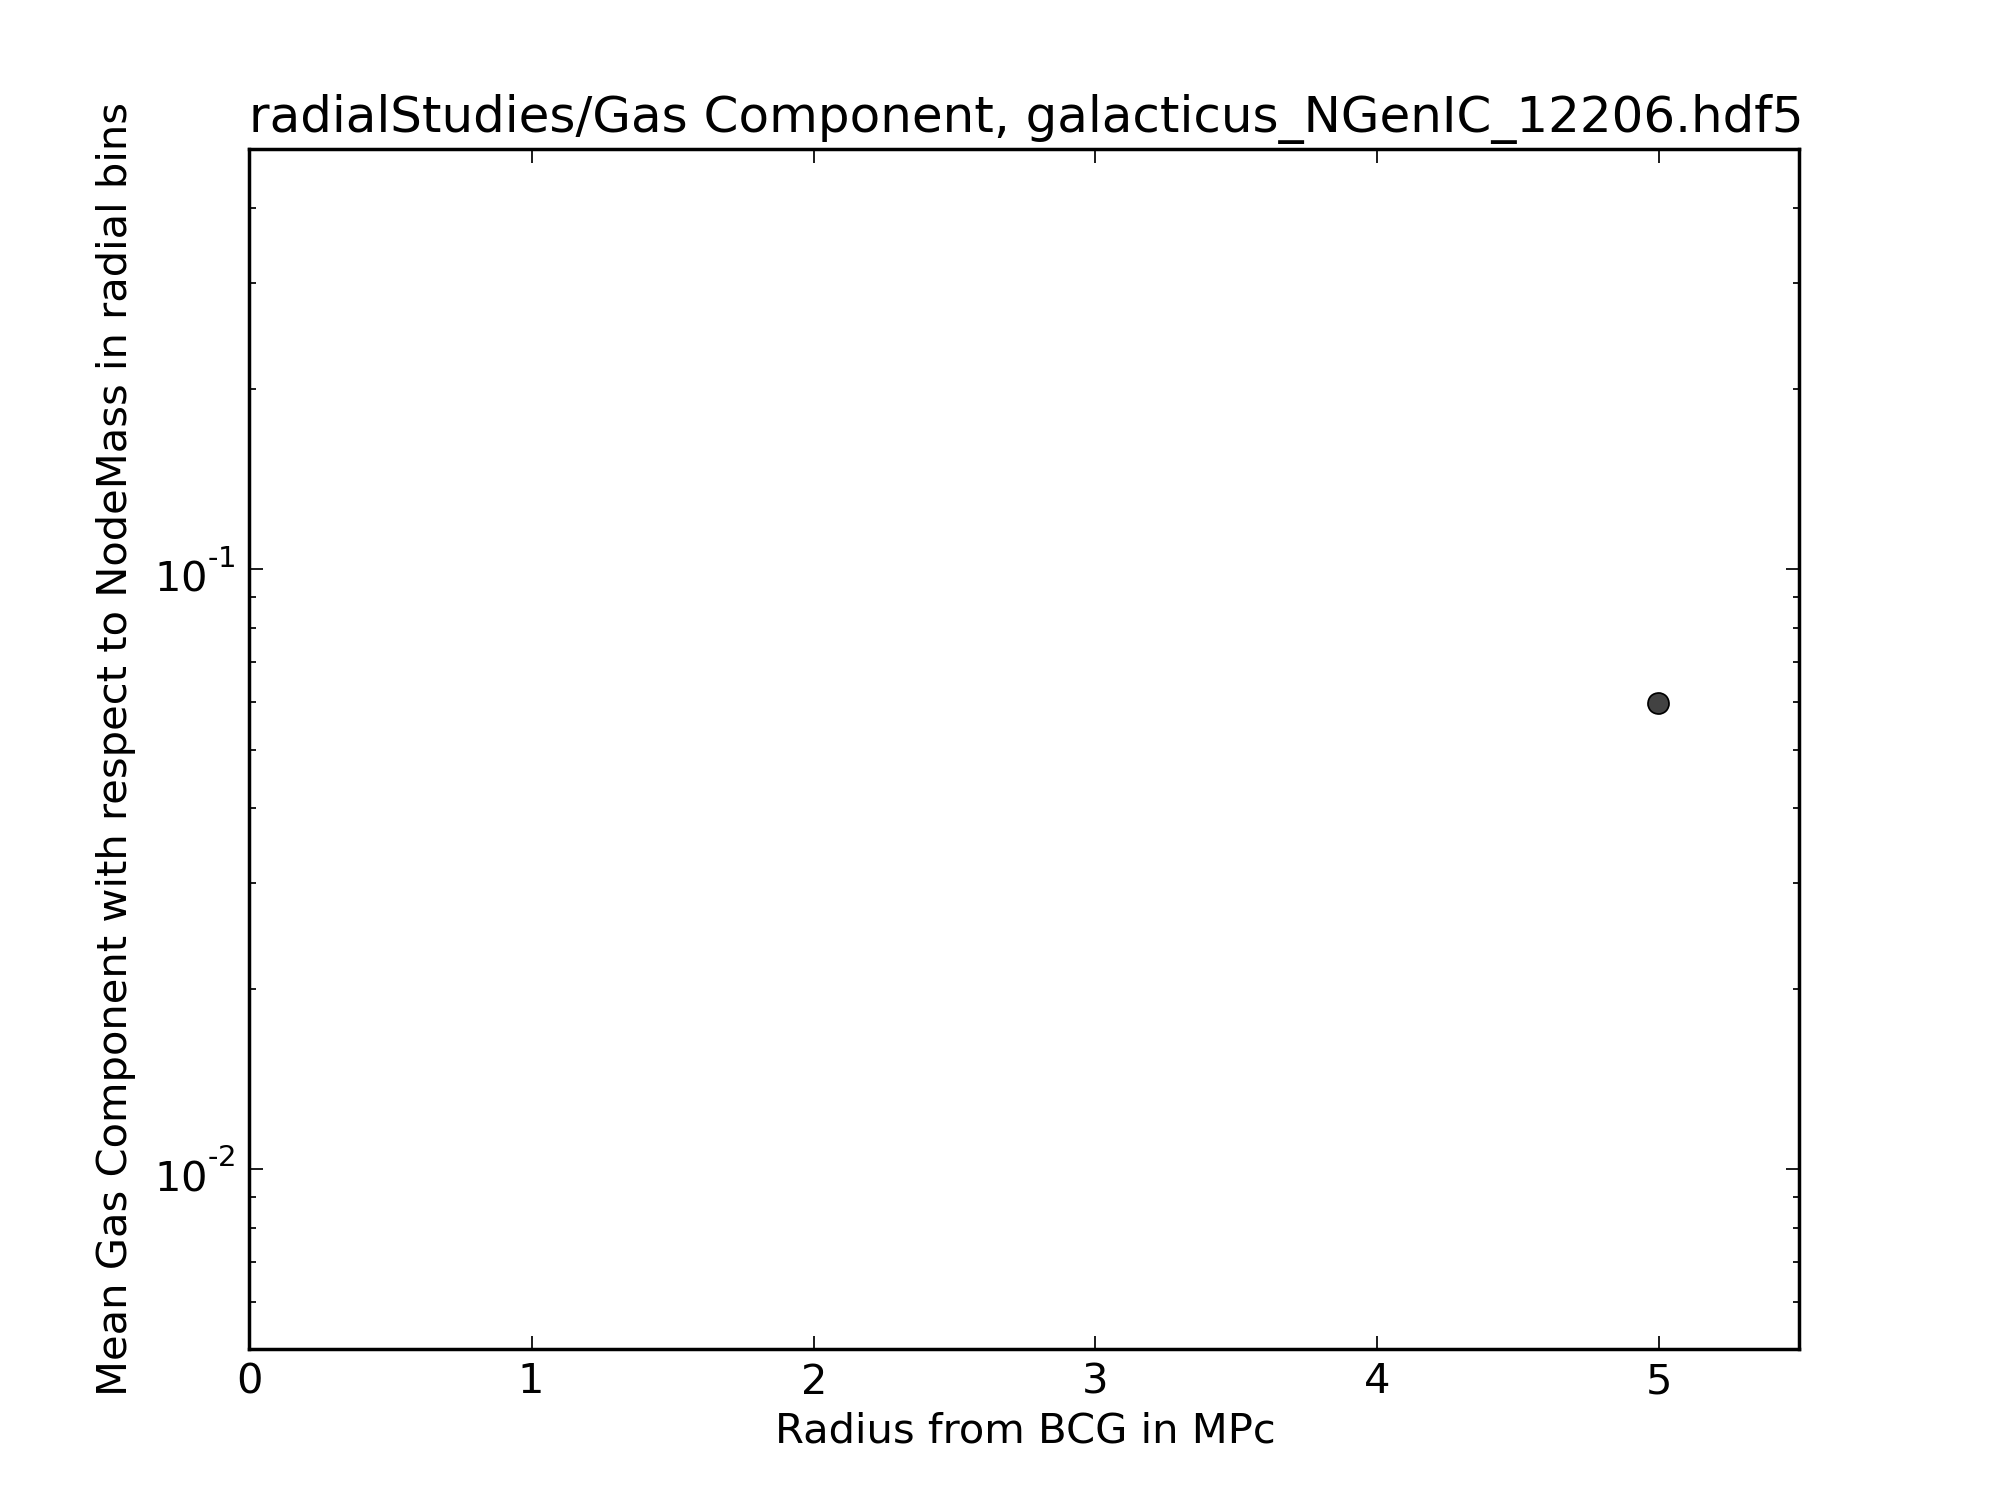 radialStudies/Gas Component, galacticus_NGenIC_12206.hdf5
Mean Gas Component with respect to NodeMass in radial bins
10^-1
10^-2
0 1 2 3 4 5
Radius from BCG in MPc